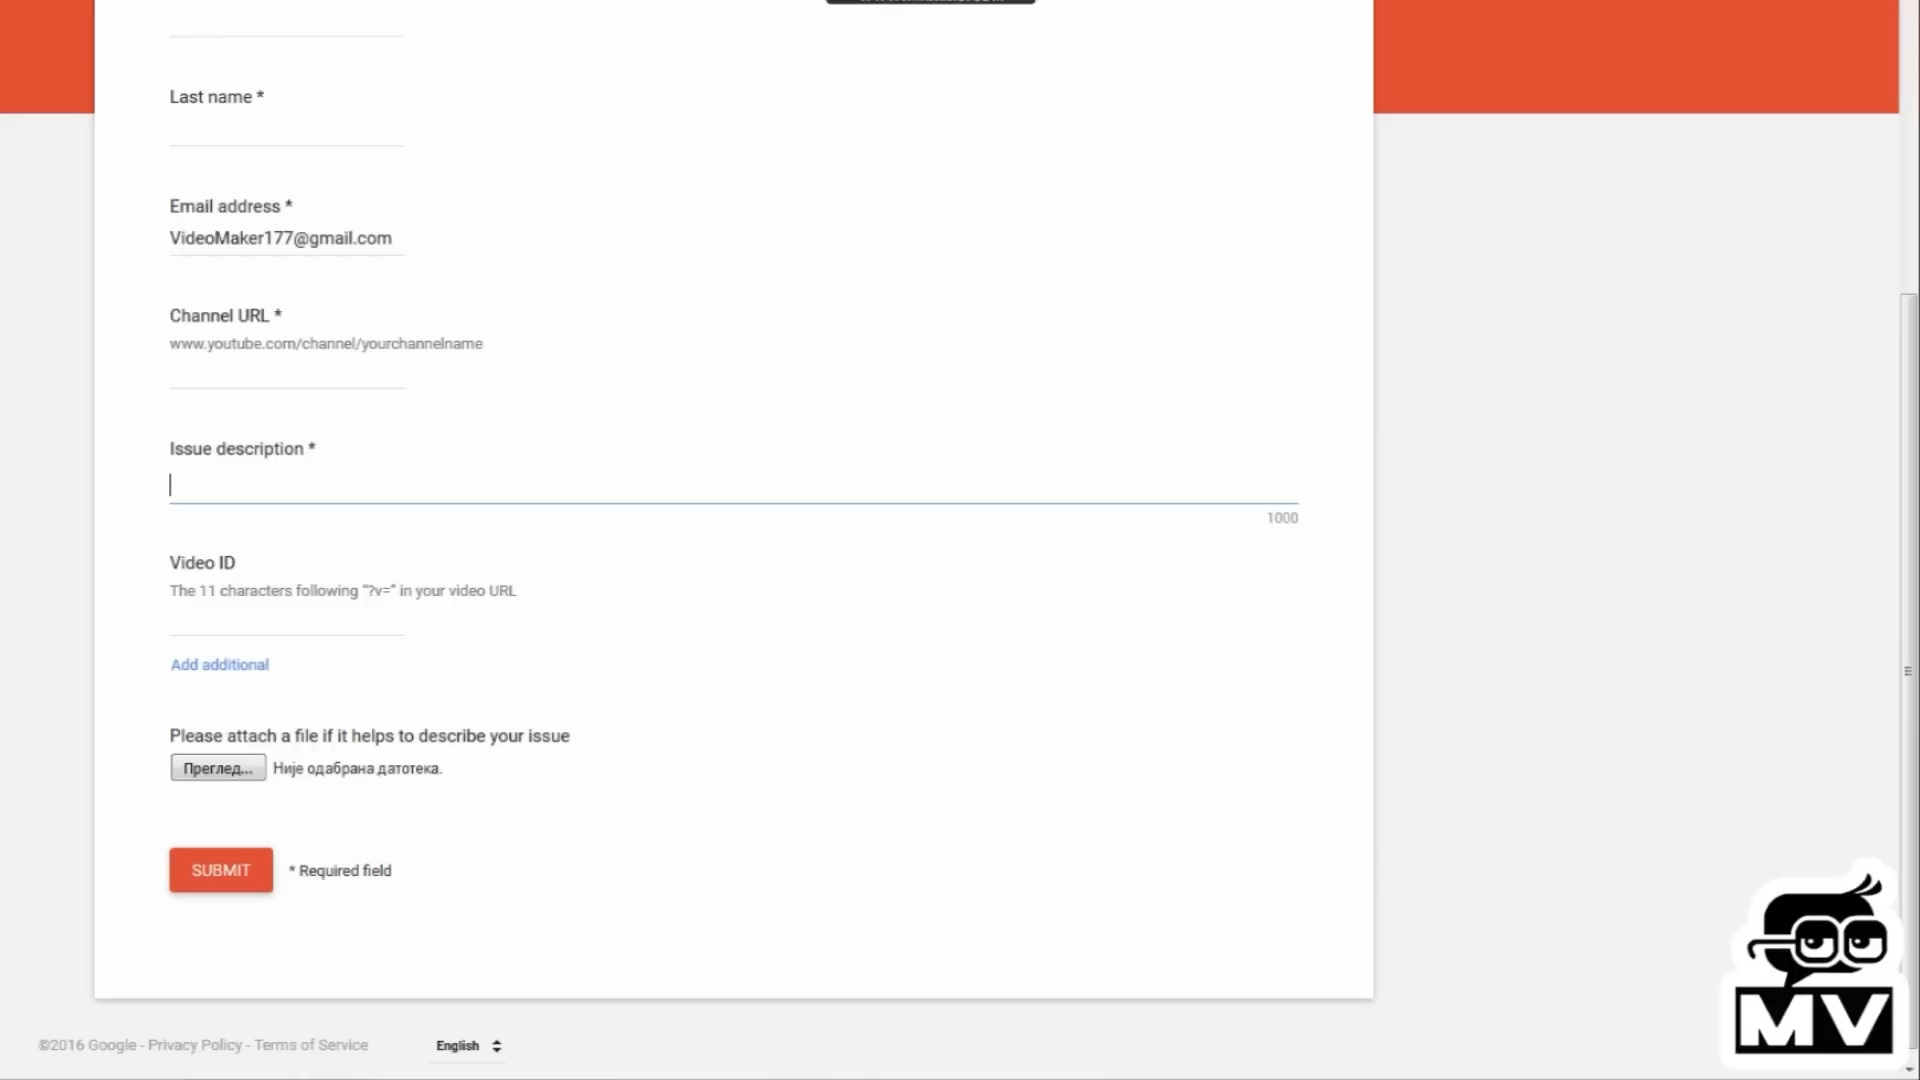 Last name *
Email address *
VideoMaker177@gmail.com
Channel URL *
www.youtube.com/channel/yourchannelname
Issue description *
1000
Video ID
The 11 characters following "?v=" in your video URL
Add additional
Please attach a file if it helps to describe your issue
Преглед... Није одабрана датотека.
SUBMIT * Required field
©2016 Google - Privacy Policy - Terms of Service English
MV